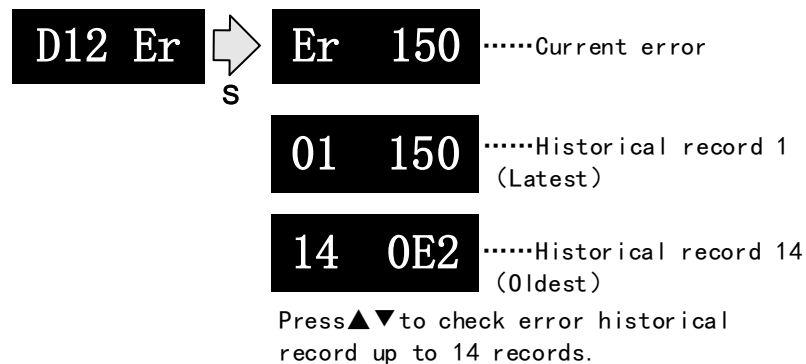 D12 Er
S
Er 150 ……Current error
01 150 ……Historical record 1
(Latest)
14 0E2 ……Historical record 14
(Oldest)
Press▲▼to check error historical
record up to 14 records.